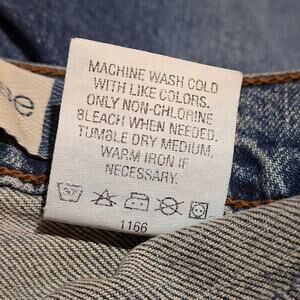 MACHINE WASH COLD
WITH LIKE COLORS.
ONLY NON-CHLORINE
BLEACH WHEN NEEDED.
TUMBLE DRY MEDIUM,
WARM IRON IF
NECESSARY.
1166